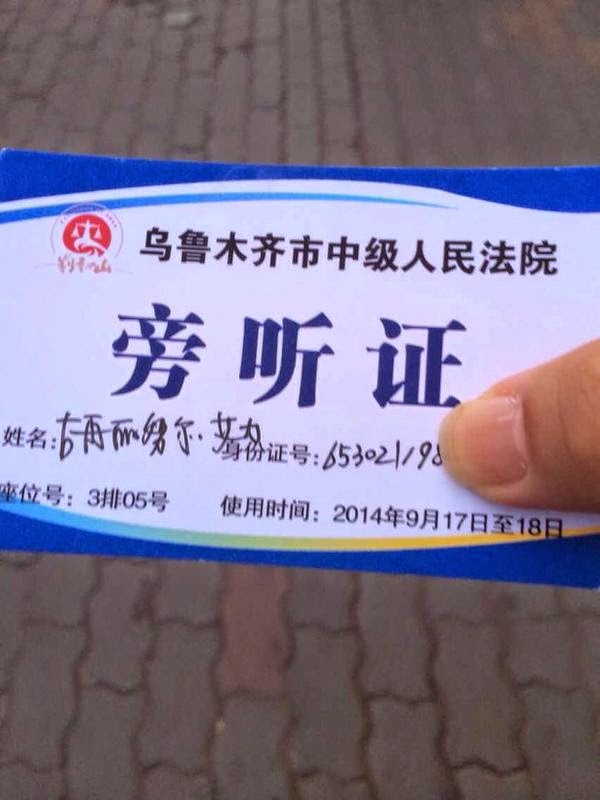 乌鲁木齐市中级人民法院
旁听证
姓名：古再丽努尔·艾力 身份证号：653021198
座位号：3排05号 使用时间：2014年9月17日至18日